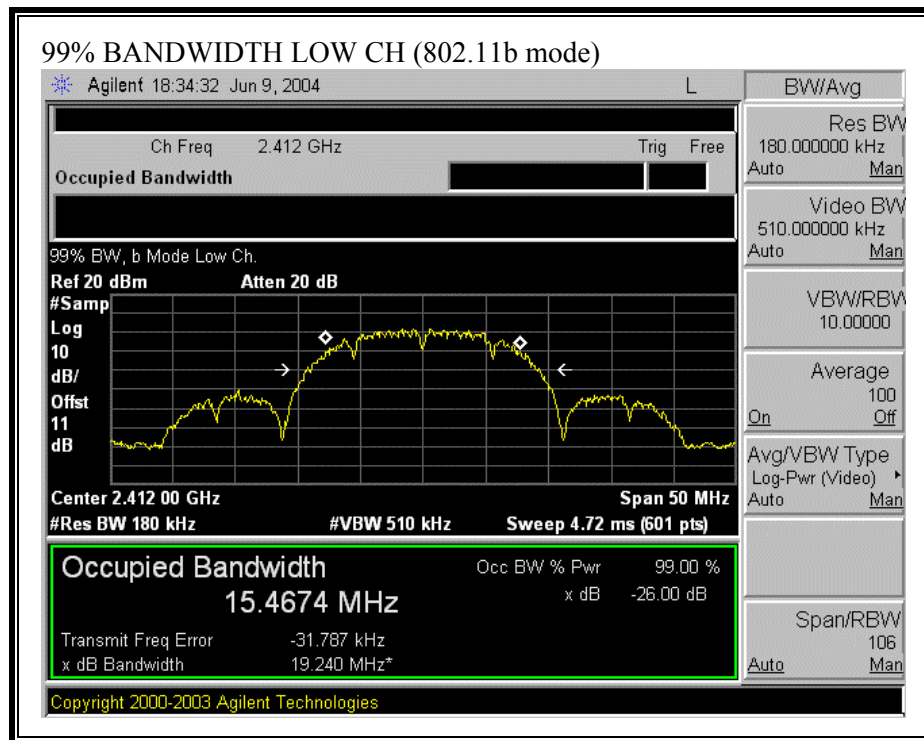 99% BANDWIDTH LOW CH (802.11b mode)
Agilent 18:34:32 Jun 9, 2004 L
BW/Avg
Ch Freq 2.412 GHz Trig Free
Occupied Bandwidth
Res BW
180.000000 kHz
Auto Man
Video BW
510.000000 kHz
Auto Man
99% BW, b Mode Low Ch.
Ref 20 dBm Atten 20 dB
#Samp
Log
10
dB/
Offst
11
dB
VBW/RBW
10.00000
Average
100
On Off
Avg/VBW Type
Log-Pwr (Video)
Auto Man
Center 2.412 00 GHz Span 50 MHz
#Res BW 180 kHz #VBW 510 kHz Sweep 4.72 ms (601 pts)
Occupied Bandwidth
15.4674 MHz
Occ BW % Pwr 99.00 %
x dB -26.00 dB
Transmit Freq Error -31.787 kHz
x dB Bandwidth 19.240 MHz*
Span/RBW
106
Auto Man
Copyright 2000-2003 Agilent Technologies